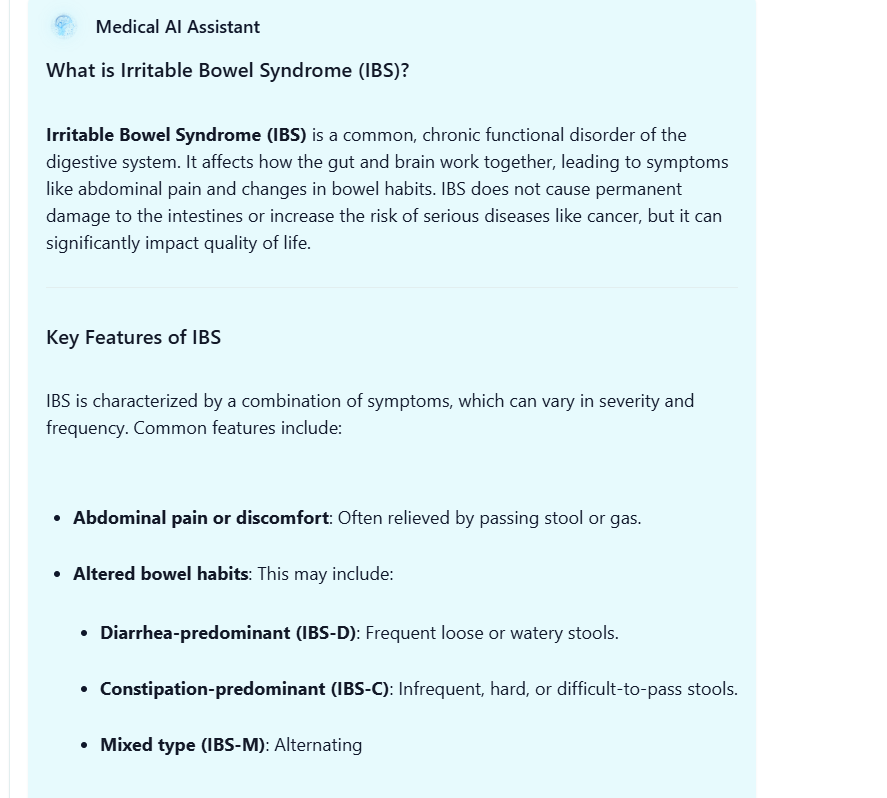 Medical AI Assistant
What is Irritable Bowel Syndrome (IBS)?
Irritable Bowel Syndrome (IBS) is a common, chronic functional disorder of the
digestive system. It affects how the gut and brain work together, leading to symptoms
like abdominal pain and changes in bowel habits. IBS does not cause permanent
damage to the intestines or increase the risk of serious diseases like cancer, but it can
significantly impact quality of life.
Key Features of IBS
IBS is characterized by a combination of symptoms, which can vary in severity and
frequency. Common features include:
• Abdominal pain or discomfort: Often relieved by passing stool or gas.
• Altered bowel habits: This may include:
• Diarrhea-predominant (IBS-D): Frequent loose or watery stools.
• Constipation-predominant (IBS-C): Infrequent, hard, or difficult-to-pass stools.
• Mixed type (IBS-M): Alternating